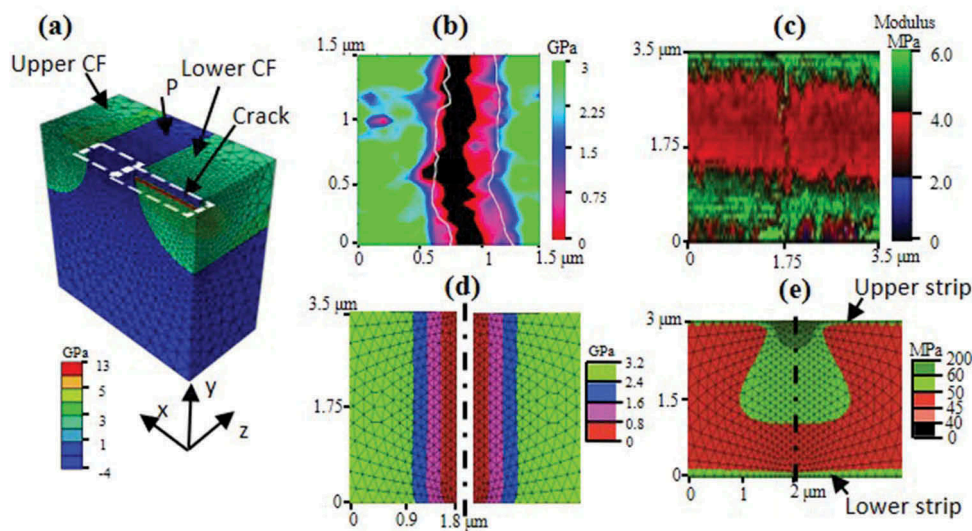 (a)
Upper CF
Lower CF
P
Crack
GPa
13
5
3
1
-4
x
y
z
(b)
1.5 μm
1
0.5
0
0.5
1
1.5 μm
GPa
3
2.25
1.5
0.75
0
(c)
Modulus
MPa
3.5 μm
1.75
0
1.75
3.5
μm
6.0
4.0
2.0
0
(d)
3.5 μm
1.75
0
0
0.9
1.8 μm
GPa
3.2
2.4
1.6
0.8
0
(e)
Upper strip
3 μm
1.5
0
1
2 μm
MPa
200
60
50
45
40
0
Lower strip